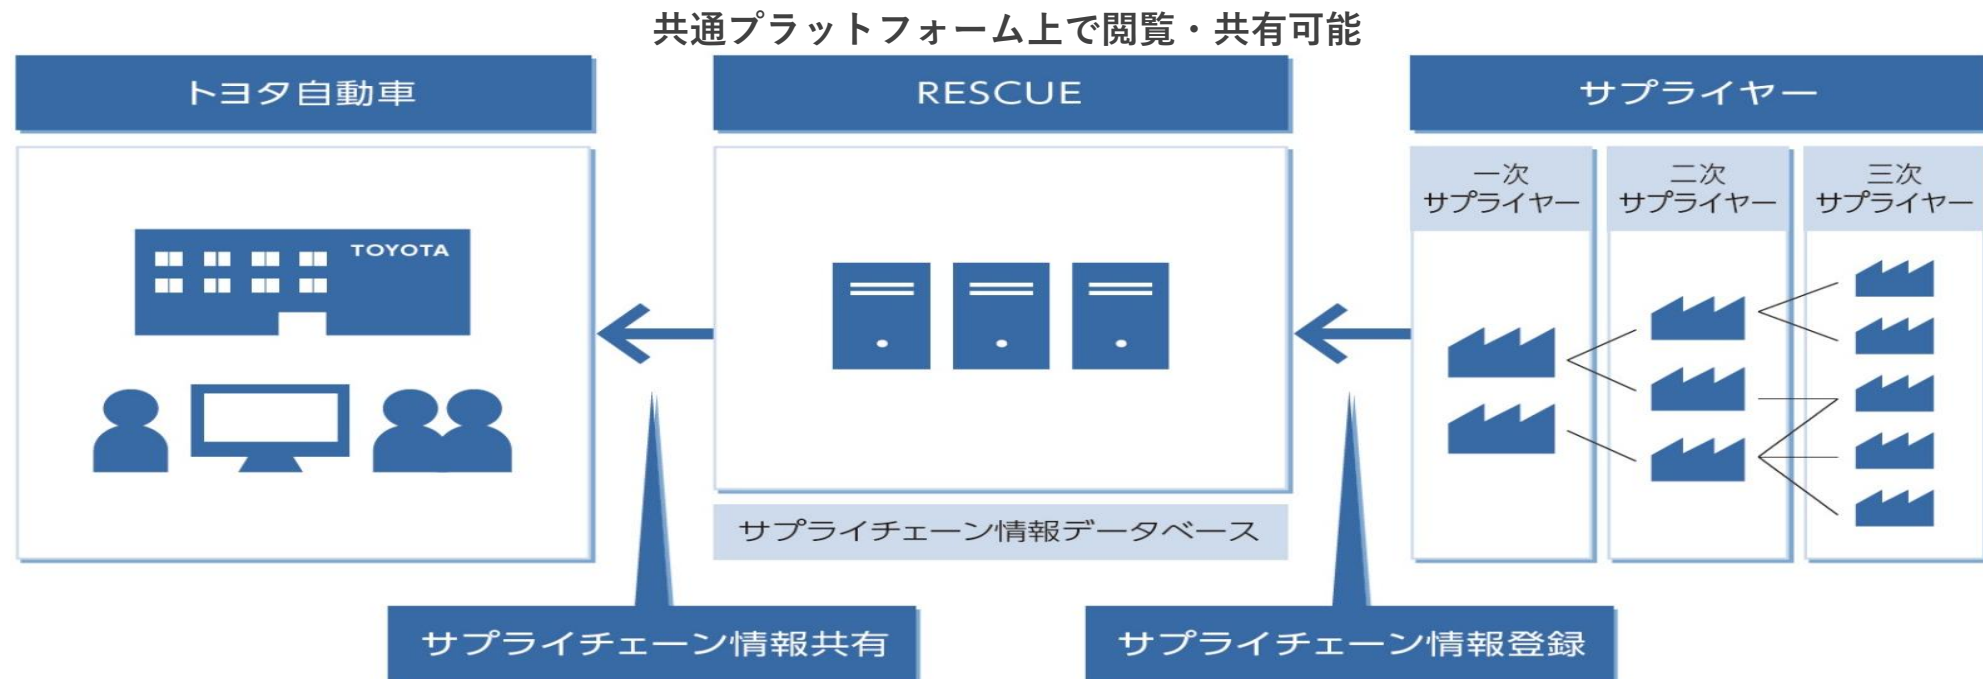 共通プラットフォーム上で閲覧・共有可能
トヨタ自動車
RESCUE
サプライヤー
一次
サプライヤー
二次
サプライヤー
三次
サプライヤー
TOYOTA
サプライチェーン情報データベース
サプライチェーン情報共有
サプライチェーン情報登録